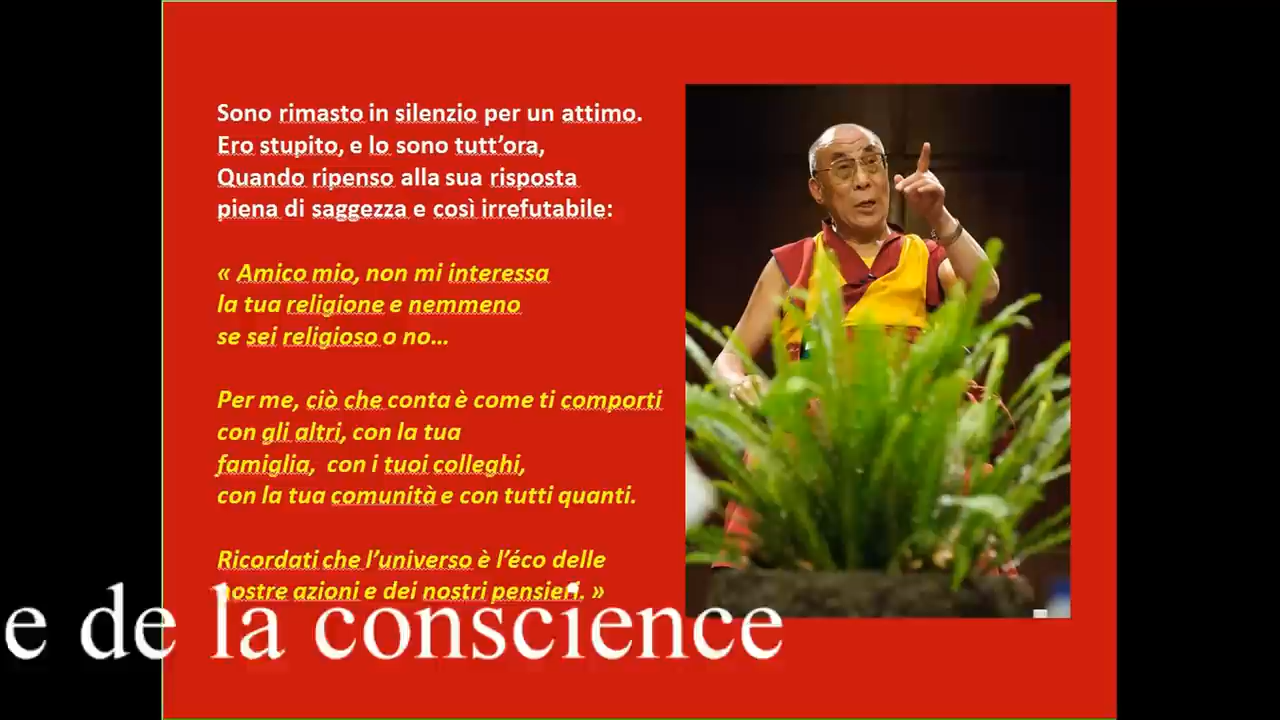 Sono rimasto in silenzio per un attimo.
Ero stupito, e lo sono tutt’ora,
Quando ripenso alla sua risposta
piena di saggezza e così irrefutabile:
« Amico mio, non mi interessa
la tua religione e nemmeno
se sei religioso o no…
Per me, ciò che conta è come ti comporti
con gli altri, con la tua
famiglia, con i tuoi colleghi,
con la tua comunità e con tutti quanti.
Ricordati che l’universo è l’éco delle
nostre azioni e dei nostri pensieri. »
e de la conscience